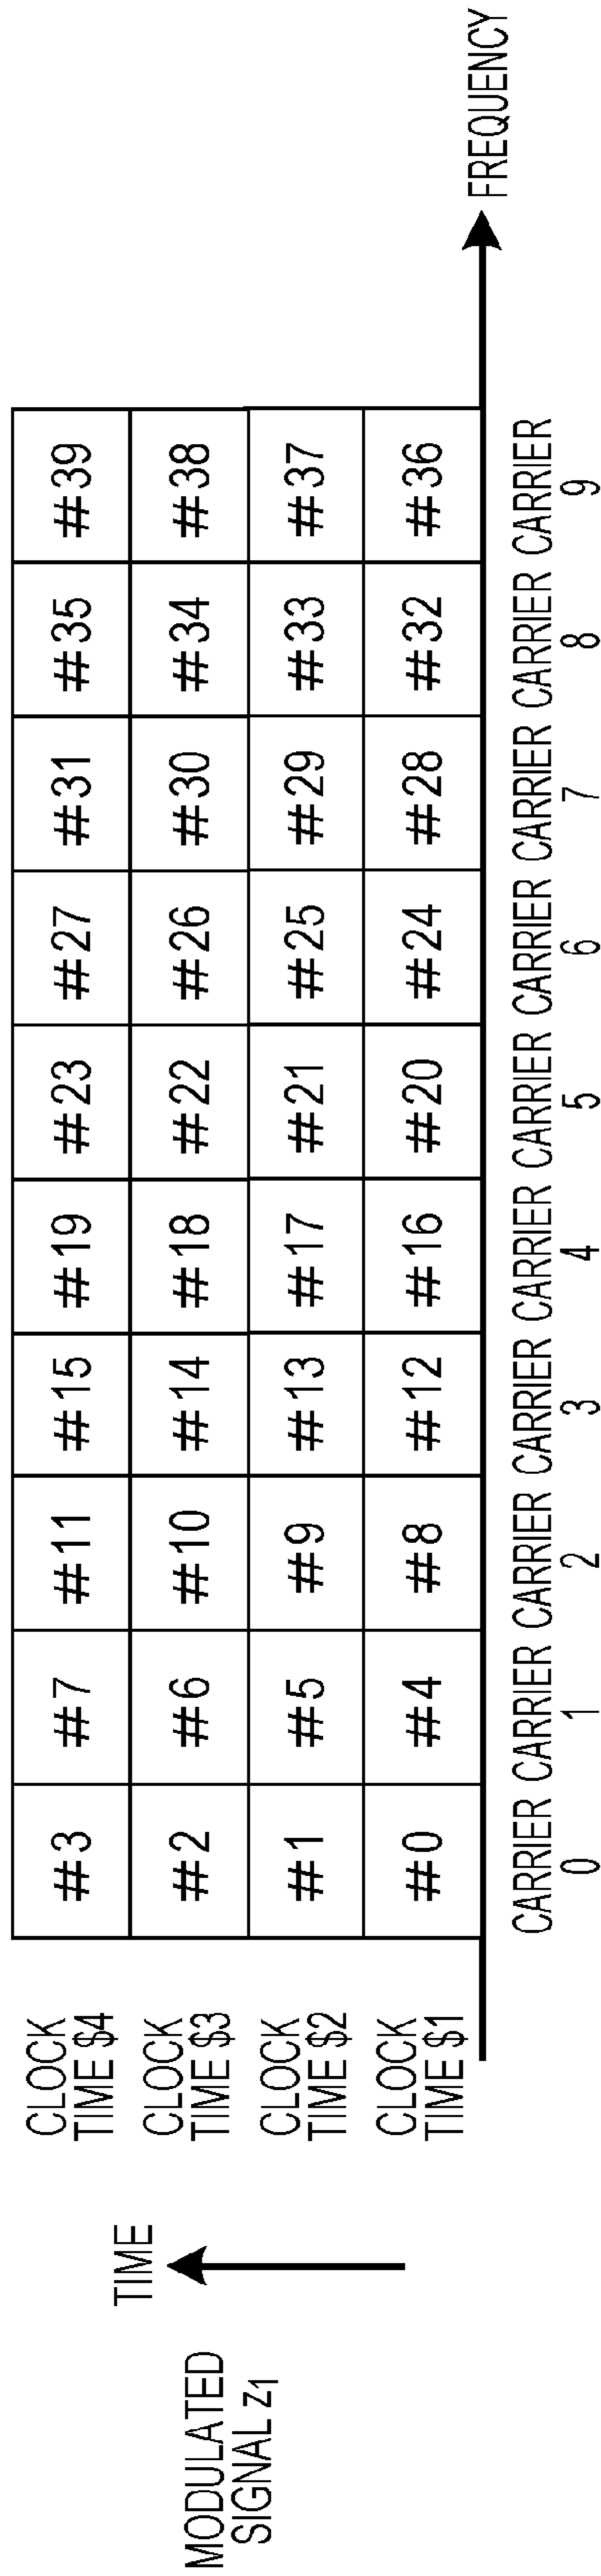 MODULATED
SIGNAL z1
TIME
CLOCK
TIME $4
#3 #7 #11 #15 #19 #23 #27 #31 #35 #39
CLOCK
TIME $3
#2 #6 #10 #14 #18 #22 #26 #30 #34 #38
CLOCK
TIME $2
#1 #5 #9 #13 #17 #21 #25 #29 #33 #37
CLOCK
TIME $1
#0 #4 #8 #12 #16 #20 #24 #28 #32 #36
FREQUENCY
CARRIER CARRIER CARRIER CARRIER CARRIER CARRIER CARRIER CARRIER CARRIER CARRIER
0 1 2 3 4 5 6 7 8 9